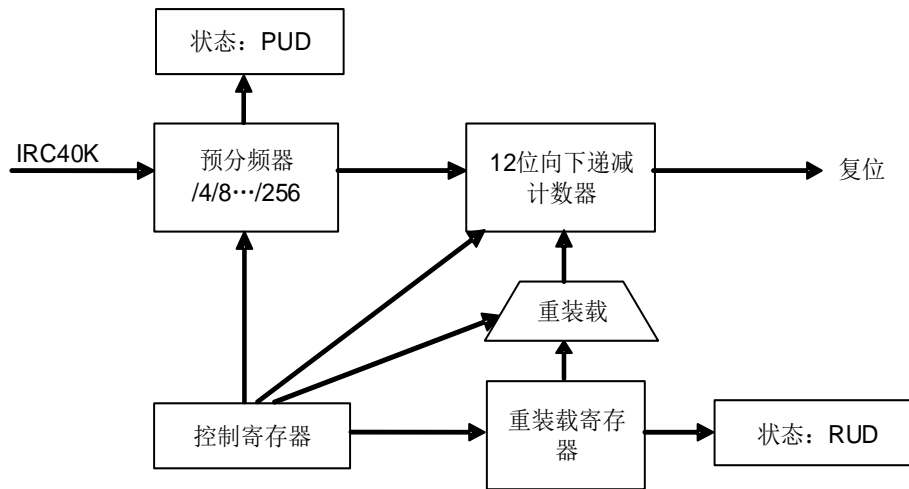 状态：PUD
IRC40K
预分频器
/4/8…/256
12位向下递减
计数器
复位
重装载
控制寄存器
重装载寄存
器
状态：RUD